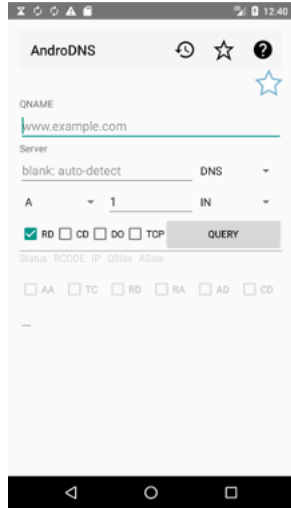 12:40
AndroDNS
QNAME
www.example.com
Server
blank: auto-detect DNS
A 1 IN
RD CD DO TCP QUERY
Status RCODE IP QSize ASize
AA TC RD RA AD CD